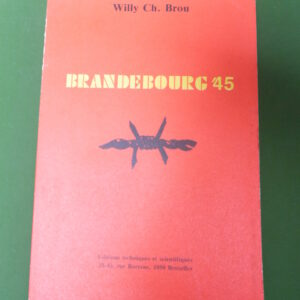 Willy Ch. Brou
BRANDEBOURG '45
Editions techniques et scientifiques
rue Borrens, 1050 Bruxelles